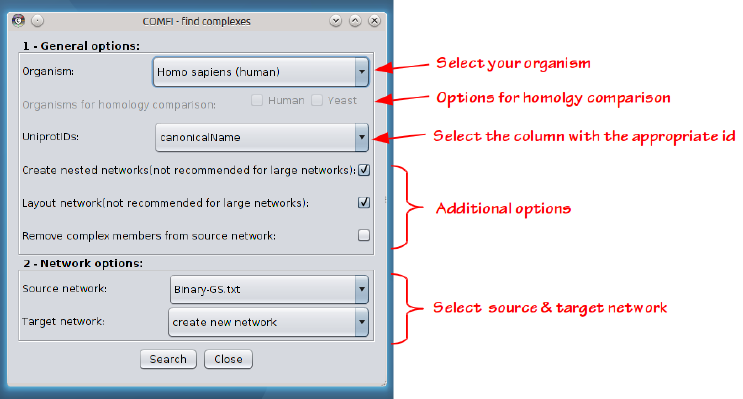 COMFI - find complexes
1 - General options:
Organism: Homo sapiens (human) Select your organism
Organisms for homology comparison: Human Yeast Options for homolgy comparison
UniprotIDs: canonicalName Select the column with the appropriate id
Create nested networks(not recommended for large networks):
Layout network(not recommended for large networks):
Additional options
Remove complex members from source network:
2 - Network options:
Source network: Binary-GS.txt
Select source & target network
Target network: create new network
Search Close